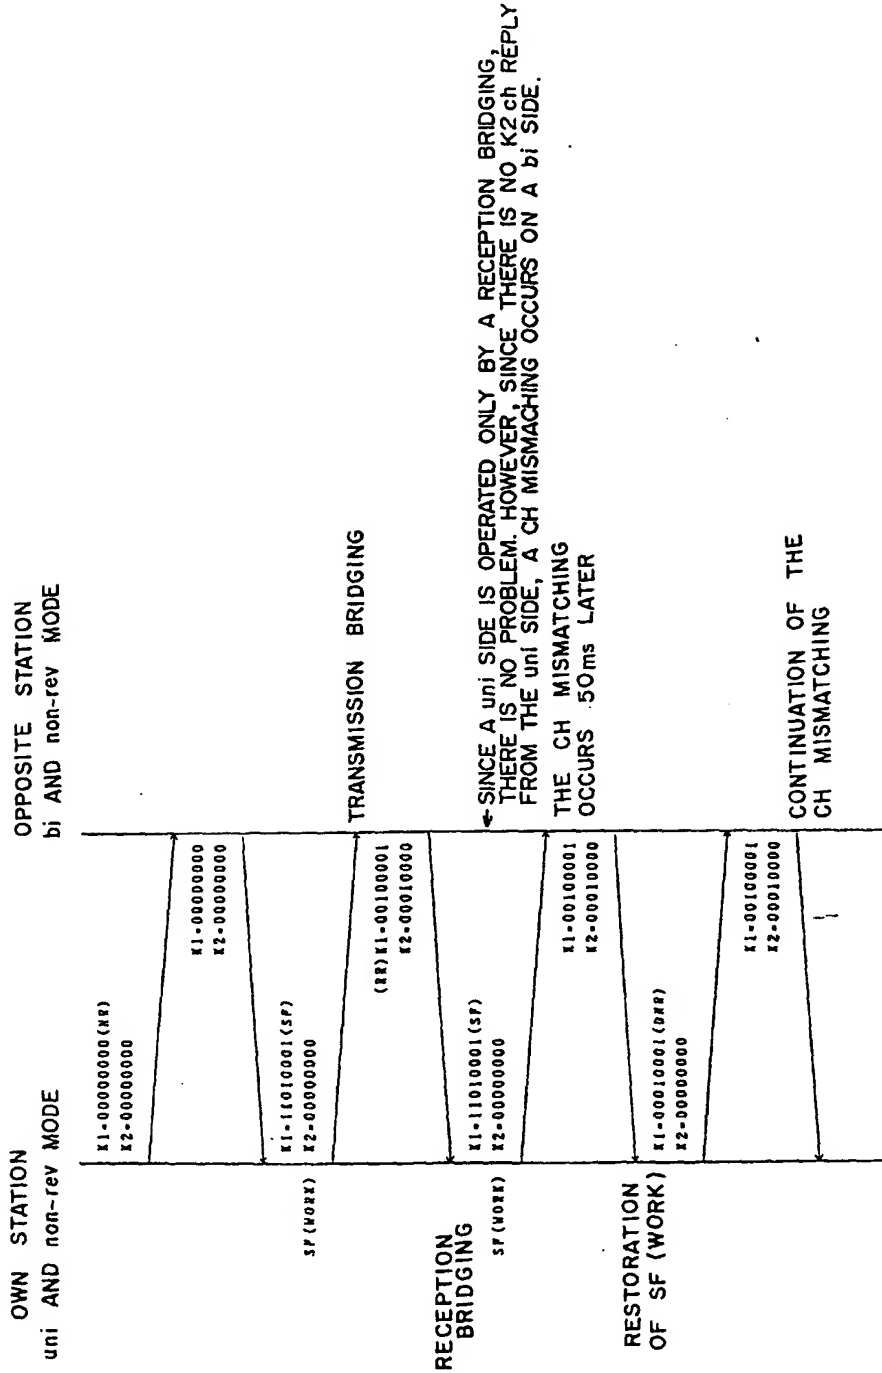 OWN STATION
uni AND non-rev MODE
OPPOSITE STATION
bi AND non-rev MODE
K1=00000000(NR)
K2=00000000
K1=00000000
K2=00000000
SF(WORK)
K1=11010001(SF)
K2=00000000
TRANSMISSION BRIDGING
(RR)K1=00100001
K2=00010000
RECEPTION
BRIDGING
←SINCE A uni SIDE IS OPERATED ONLY BY A RECEPTION BRIDGING,
THERE IS NO PROBLEM. HOWEVER, SINCE THERE IS NO K2 ch REPLY
FROM THE uni SIDE, A CH MISMACHING OCCURS ON A bi SIDE.
SF(WORK)
K1=11010001(SF)
K2=00000000
THE CH MISMATCHING
OCCURS 50ms LATER
K1=00100001
K2=00010000
RESTORATION
OF SF (WORK)
K1=00010001(DNR)
K2=00000000
K1=00100001
K2=00010000
CONTINUATION OF THE
CH MISMATCHING